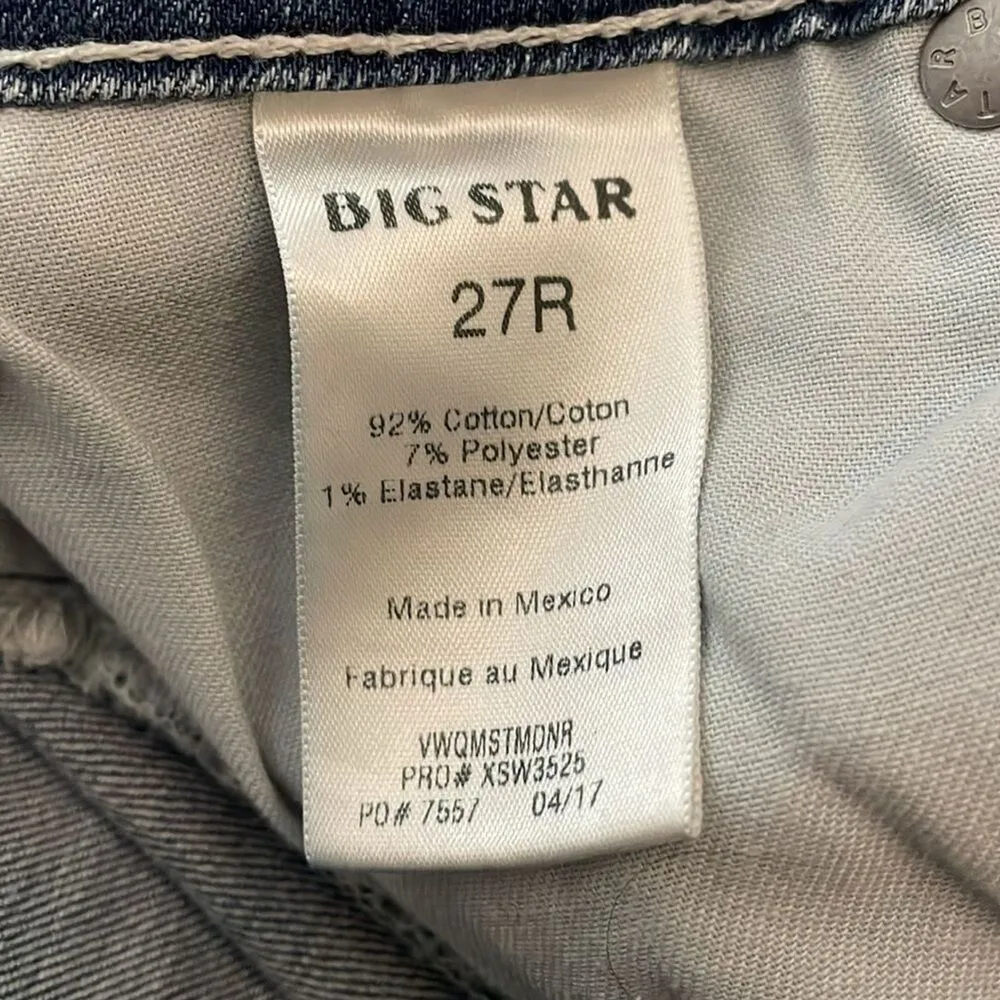 BIG STAR
27R
92% Cotton/Coton
7% Polyester
1% Elastane/Elasthanne
Made in Mexico
Fabrique au Mexique
VWQMSTMDNR
PRO# XSW3525
PO# 7557 04/17
B
TAR